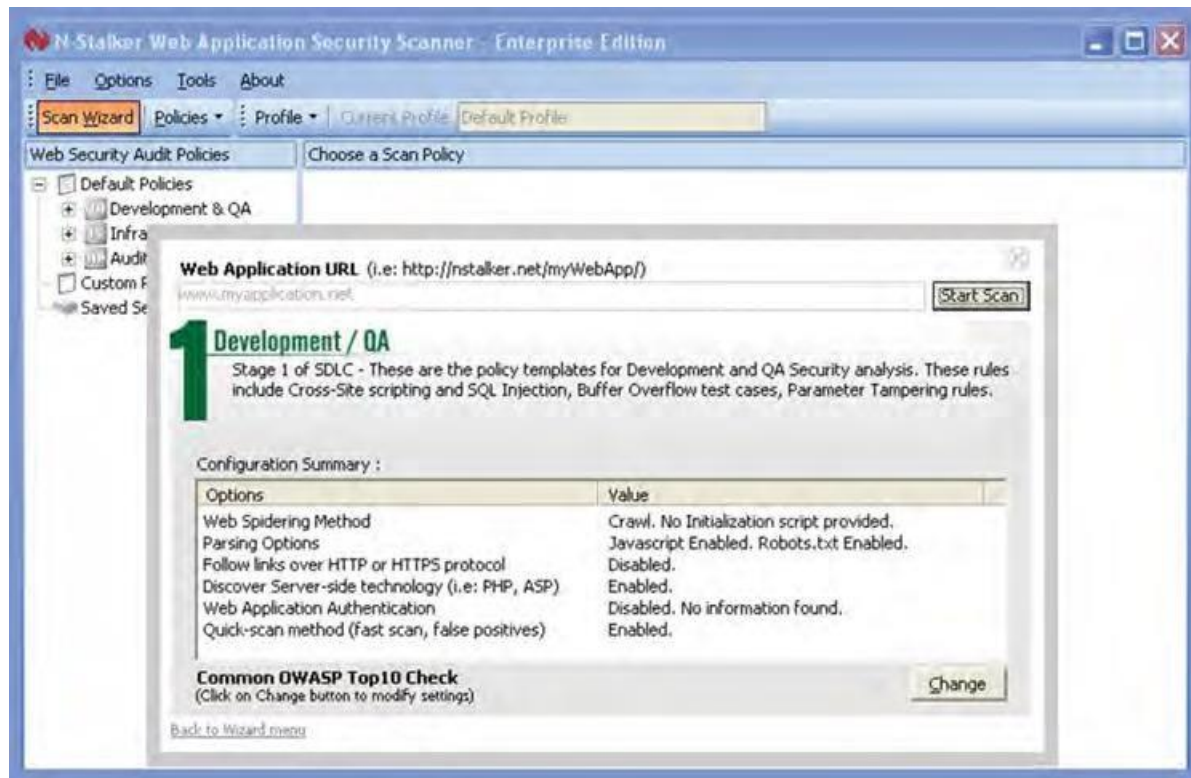 N-Stalker Web Application Security Scanner - Enterprise Edition
File Options Tools About
Scan Wizard Policies Profile Current Profile Default Profile
Web Security Audit Policies Choose a Scan Policy
Default Policies
Development & QA
Infra
Audit
Custom P
Saved Se
Web Application URL (i.e: http://nstalker.net/myWebApp/)
www.myapplication.net Start Scan
1 Development / QA
Stage 1 of SDLC - These are the policy templates for Development and QA Security analysis. These rules
include Cross-Site scripting and SQL Injection, Buffer Overflow test cases, Parameter Tampering rules.
Configuration Summary :
Options Value
Web Spidering Method Crawl. No Initialization script provided.
Parsing Options Javascript Enabled. Robots.txt Enabled.
Follow links over HTTP or HTTPS protocol Disabled.
Discover Server-side technology (i.e: PHP, ASP) Enabled.
Web Application Authentication Disabled. No information found.
Quick-scan method (fast scan, false positives) Enabled.
Common OWASP Top10 Check
(Click on Change button to modify settings) Change
Back to Wizard menu